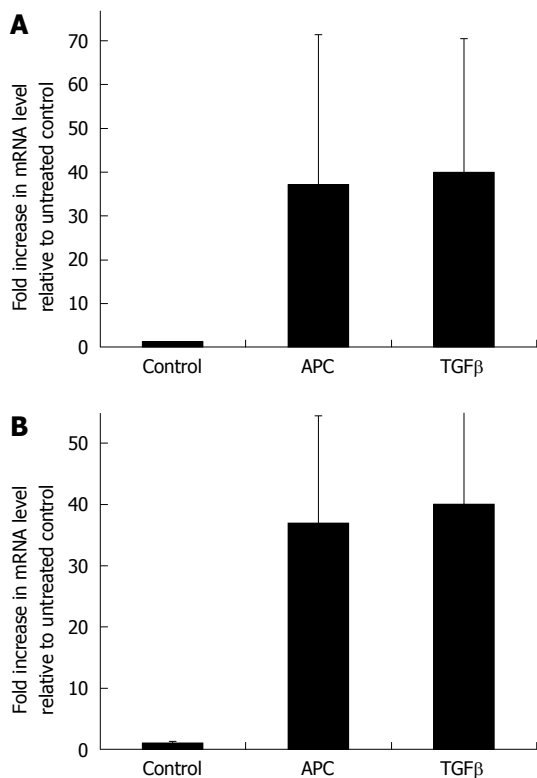 A
Fold increase in mRNA level
relative to untreated control
70
60
50
40
30
20
10
0
Control APC TGFβ
B
Fold increase in mRNA level
relative to untreated control
50
40
30
20
10
0
Control APC TGFβ